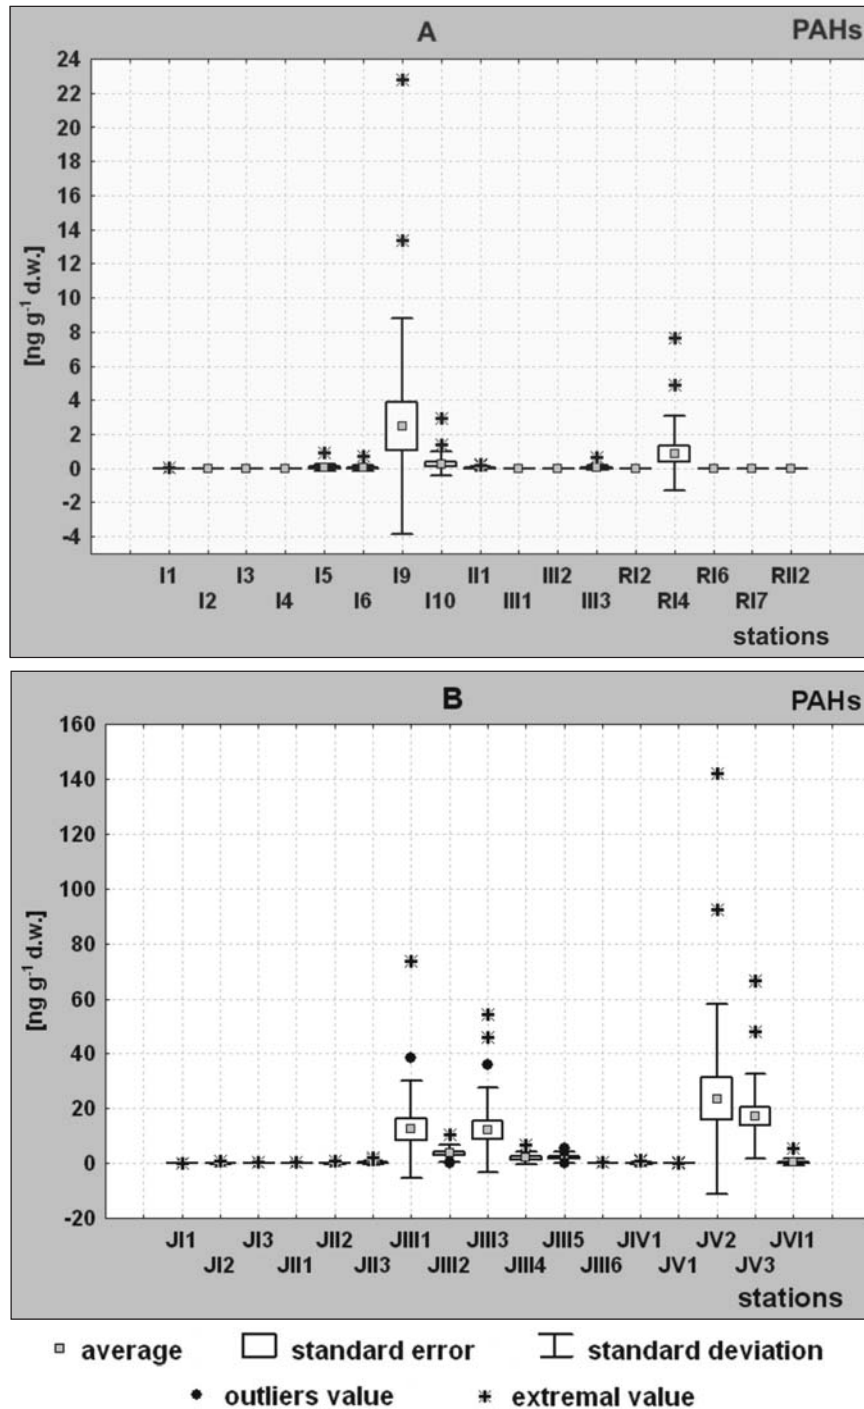 A PAHs
24
22
20
18
16
14
12
10
8
6
4
2
0
-2
-4
[ng g⁻¹ d.w.]
I1 I3 I5 I9 II1 III2 RI2 RI6 RII2
I2 I4 I6 I10 III1 III3 RI4 RI7
stations
B PAHs
160
140
120
100
80
60
40
20
0
-20
[ng g⁻¹ d.w.]
JI1 JI3 JII2 JIII1 JIII3 JIII5 JIV1 JV2 JVI1
JI2 JII1 JII3 JIII2 JIII4 JIII6 JV1 JV3
stations
average standard error standard deviation
outliers value extremal value